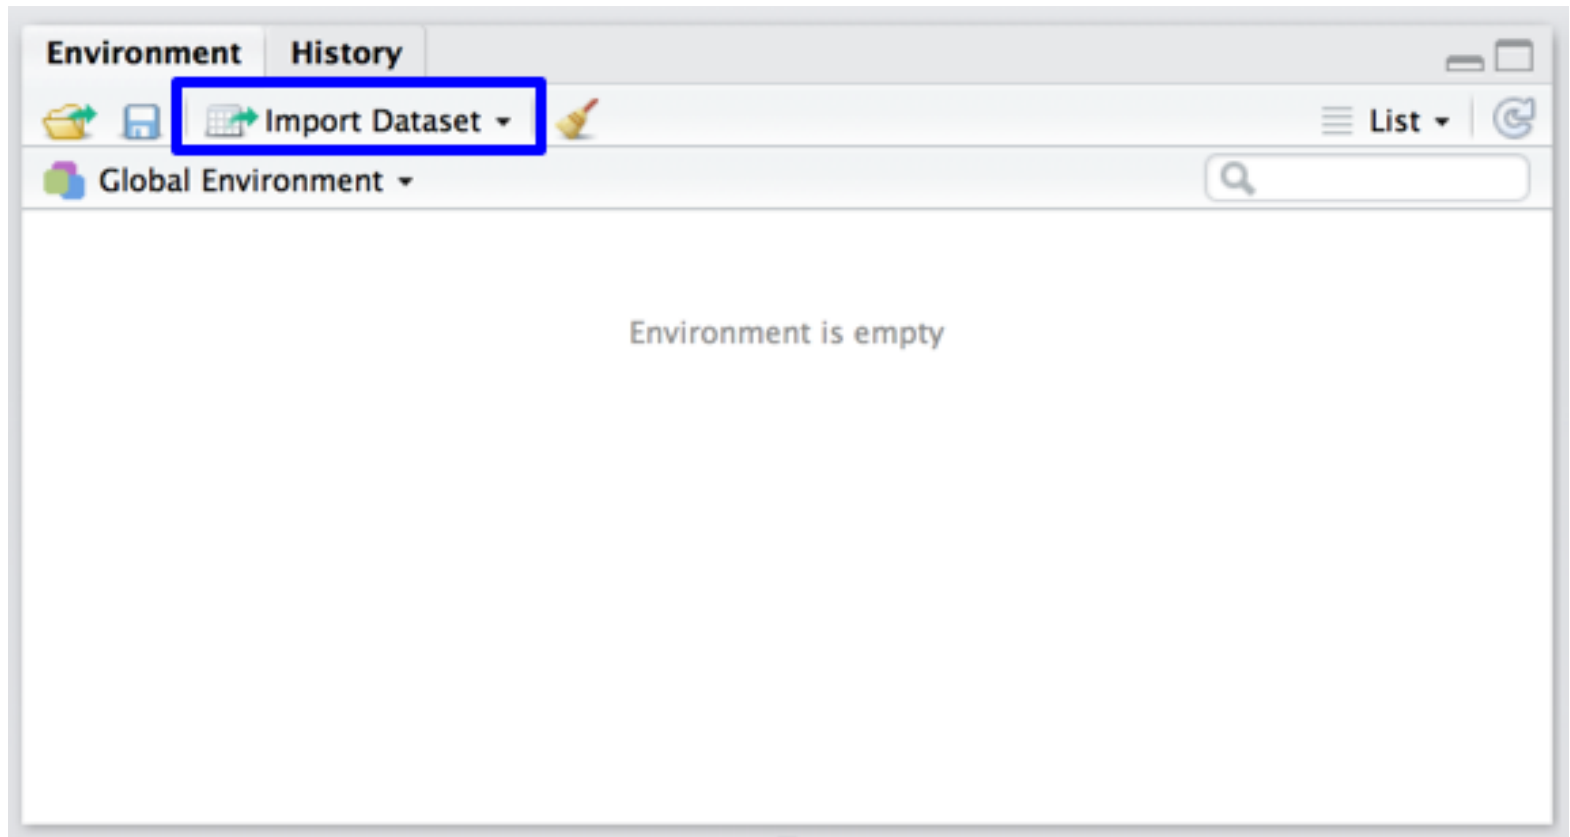 Environment History
Import Dataset List
Global Environment
Environment is empty